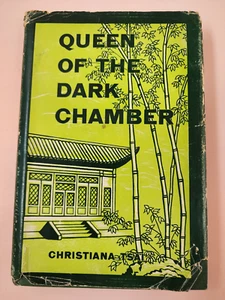 QUEEN
OF THE
DARK
CHAMBER
CHRISTIANA TSAI